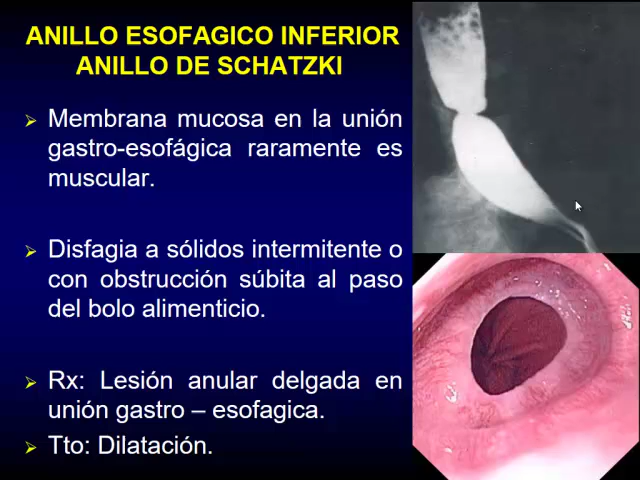 ANILLO ESOFAGICO INFERIOR
ANILLO DE SCHATZKI
Membrana mucosa en la unión
gastro-esofágica raramente es
muscular.
Disfagia a sólidos intermitente o
con obstrucción súbita al paso
del bolo alimenticio.
Rx: Lesión anular delgada en
unión gastro – esofagica.
Tto: Dilatación.